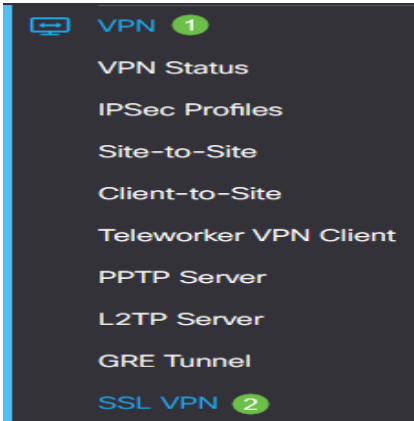 VPN 1
VPN Status
IPSec Profiles
Site-to-Site
Client-to-Site
Teleworker VPN Client
PPTP Server
L2TP Server
GRE Tunnel
SSL VPN 2